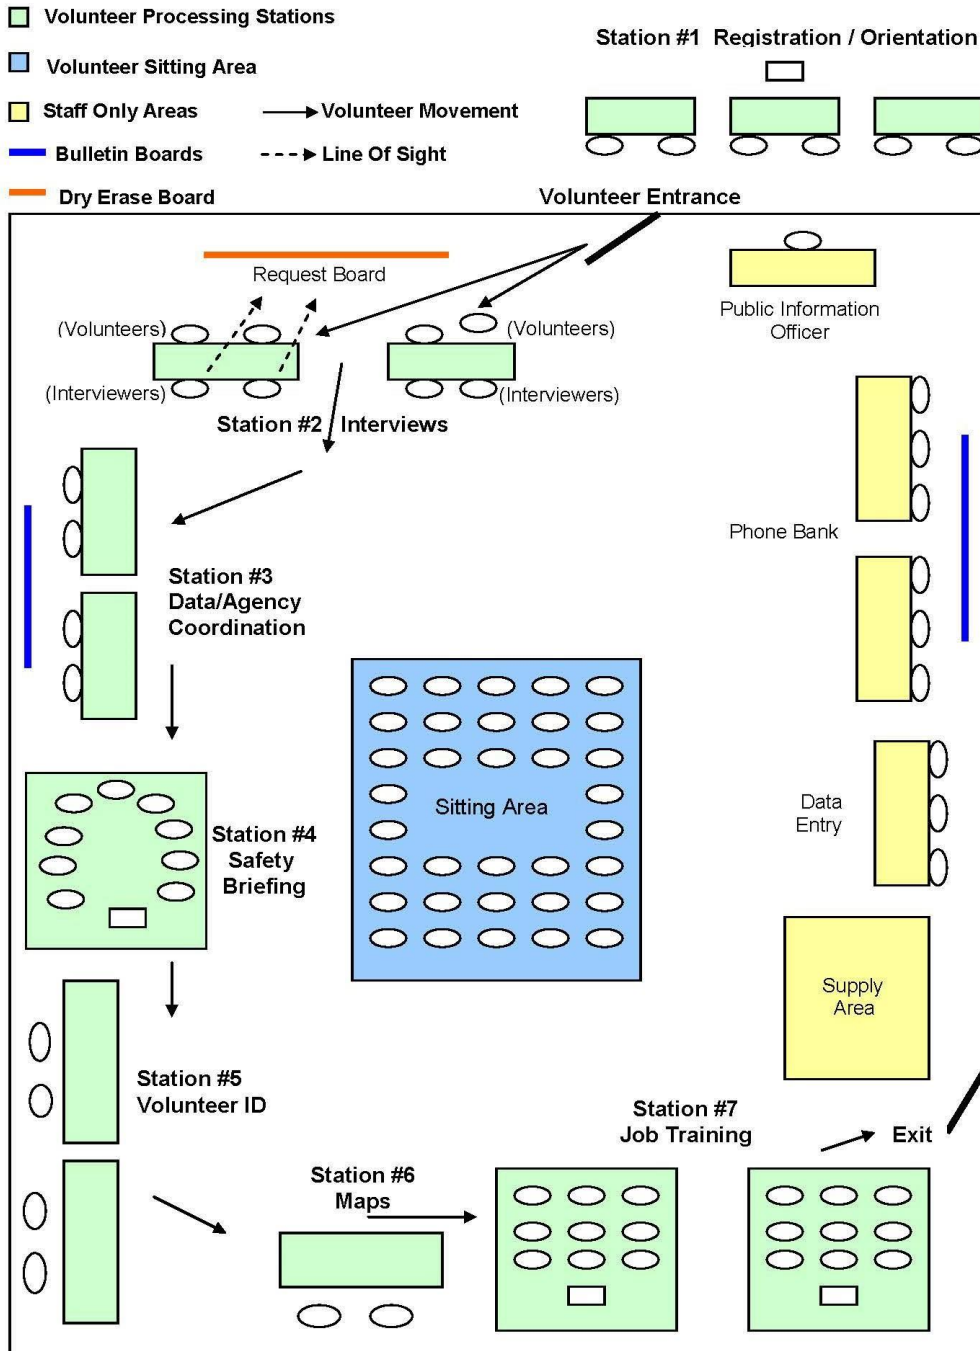 Volunteer Processing Stations
Volunteer Sitting Area
Staff Only Areas
Volunteer Movement
Bulletin Boards
Line Of Sight
Dry Erase Board
Station #1 Registration / Orientation
Volunteer Entrance
Request Board
Public Information
Officer
(Volunteers)
(Volunteers)
(Interviewers)
(Interviewers)
Station #2 Interviews
Phone Bank
Station #3
Data/Agency
Coordination
Sitting Area
Data
Entry
Station #4
Safety
Briefing
Supply
Area
Station #5
Volunteer ID
Station #7
Job Training
Exit
Station #6
Maps